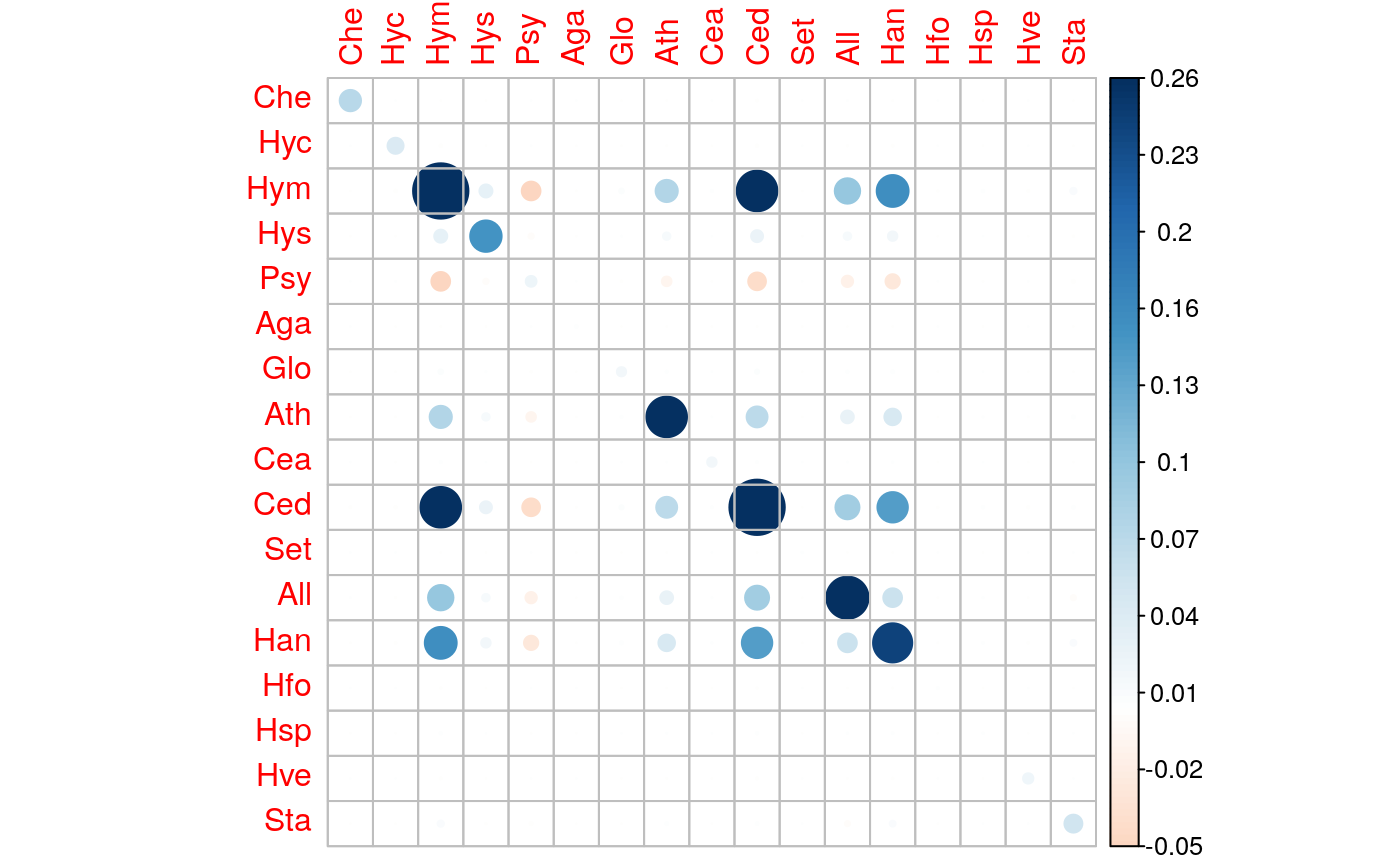 Che Hyc Hym Hys Psy Aga Glo Ath Cea Ced Set All Han Hfo Hsp Hve Sta
Che
Hyc
Hym
Hys
Psy
Aga
Glo
Ath
Cea
Ced
Set
All
Han
Hfo
Hsp
Hve
Sta
0.26
0.23
0.2
0.16
0.13
0.1
0.07
0.04
0.01
-0.02
-0.05